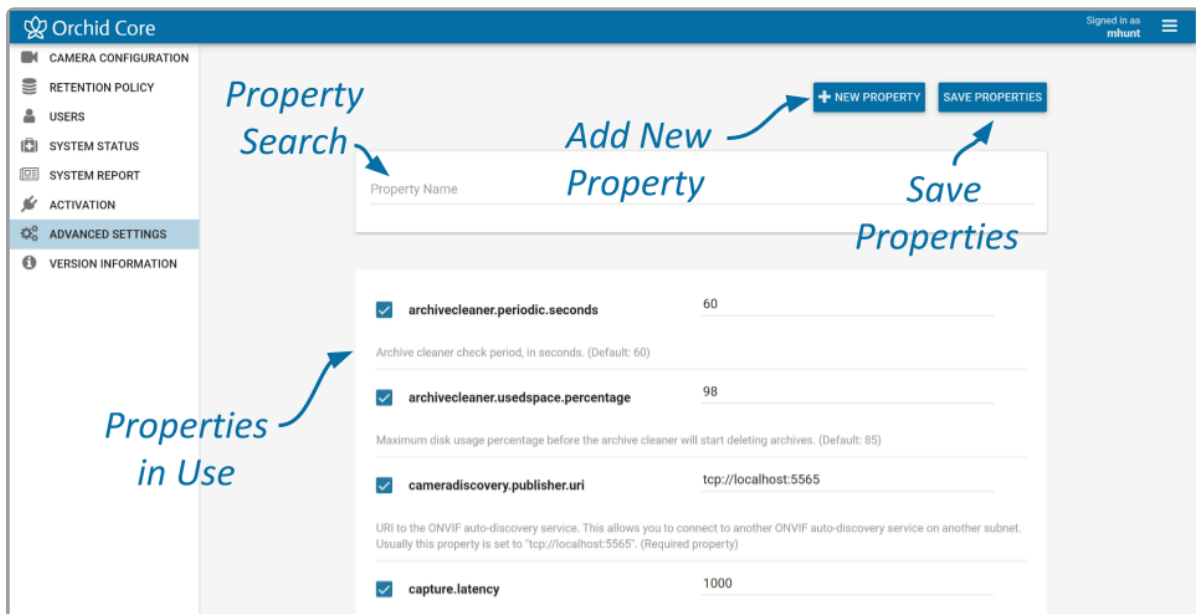 Orchid Core
Signed in as
mhunt
CAMERA CONFIGURATION
RETENTION POLICY
USERS
SYSTEM STATUS
SYSTEM REPORT
ACTIVATION
ADVANCED SETTINGS
VERSION INFORMATION
Property
Search
Add New
Property
+ NEW PROPERTY
SAVE PROPERTIES
Save
Properties
Property Name
Properties
in Use
archivecleaner.periodic.seconds
60
Archive cleaner check period, in seconds. (Default: 60)
archivecleaner.usedspace.percentage
98
Maximum disk usage percentage before the archive cleaner will start deleting archives. (Default: 85)
cameradiscovery.publisher.uri
tcp://localhost:5565
URI to the ONVIF auto-discovery service. This allows you to connect to another ONVIF auto-discovery service on another subnet.
Usually this property is set to "tcp://localhost:5565". (Required property)
capture.latency
1000